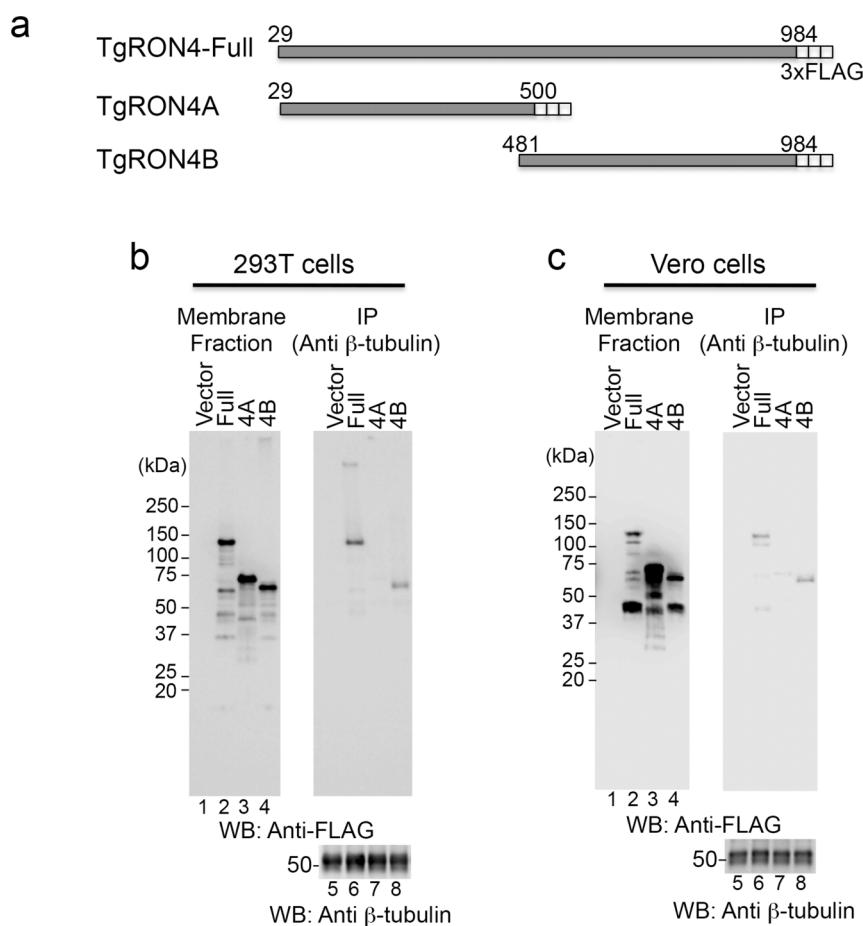 a
29 984
TgRON4-Full
3xFLAG
29 500
TgRON4A
481 984
TgRON4B
b
293T cells
Membrane Fraction
IP (Anti β-tubulin)
Vector Full 4A 4B
Vector Full 4A 4B
(kDa)
250
150
100
75
50
37
25
20
1 2 3 4
WB: Anti-FLAG
50
5 6 7 8
WB: Anti β-tubulin
c
Vero cells
Membrane Fraction
IP (Anti β-tubulin)
Vector Full 4A 4B
Vector Full 4A 4B
(kDa)
250
150
100
75
50
37
25
20
1 2 3 4
WB: Anti-FLAG
50
5 6 7 8
WB: Anti β-tubulin